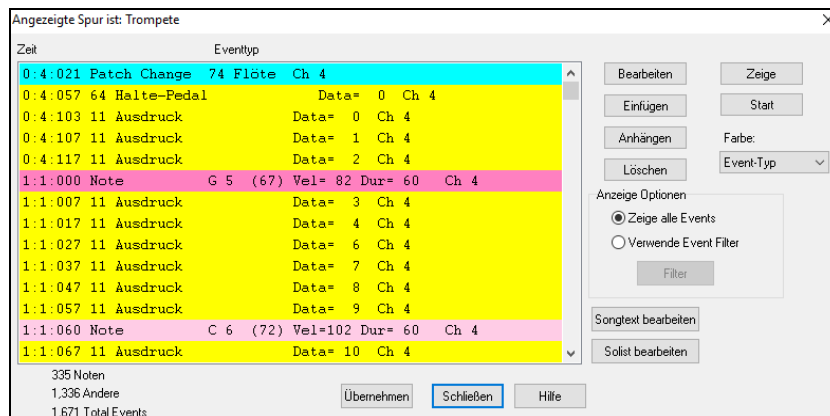 Angezeigte Spur ist: Trompete
Zeit Eventtyp
0:4:021 Patch Change 74 Flöte Ch 4
0:4:057 64 Halte-Pedal Data= 0 Ch 4
0:4:103 11 Ausdruck Data= 0 Ch 4
0:4:107 11 Ausdruck Data= 1 Ch 4
0:4:117 11 Ausdruck Data= 2 Ch 4
1:1:000 Note G 5 (67) Vel= 82 Dur= 60 Ch 4
1:1:007 11 Ausdruck Data= 3 Ch 4
1:1:017 11 Ausdruck Data= 4 Ch 4
1:1:027 11 Ausdruck Data= 6 Ch 4
1:1:037 11 Ausdruck Data= 7 Ch 4
1:1:047 11 Ausdruck Data= 8 Ch 4
1:1:057 11 Ausdruck Data= 9 Ch 4
1:1:060 Note C 6 (72) Vel=102 Dur= 60 Ch 4
1:1:067 11 Ausdruck Data= 10 Ch 4
335 Noten
1,336 Andere
1,671 Total Events
Bearbeiten
Einfügen
Anhängen
Löschen
Zeige
Start
Farbe:
Event-Typ
Anzeige Optionen
Zeige alle Events
Verwende Event Filter
Filter
Songtext bearbeiten
Solist bearbeiten
Übernehmen
Schließen
Hilfe